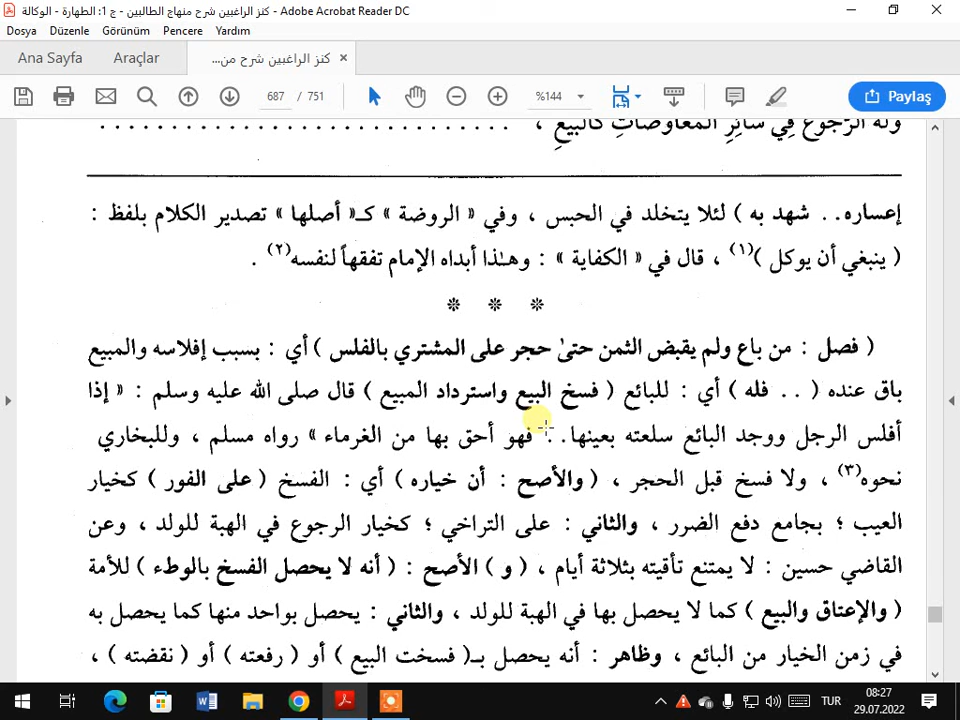 كنز الراغبين شرح منهاج الطالبين - ج 1: الطهارة - الوكالة - Adobe Acrobat Reader DC
Dosya Düzenle Görünüm Pencere Yardım
Ana Sayfa Araçlar كنز الراغبين شرح من...
687 / 751 %144 Paylaş
وله الرجوع في سائر المعاوضاتِ كالبيعِ ،
إعساره.. شهد به ) لئلا يتخلد في الحبس ، وفي « الروضة » كـ« أصلها » تصدير الكلام بلفظ :
( ينبغي أن يوكل )(١) ، قال في « الكفاية » : وهـٰذا أبداه الإمام تفقهاً لنفسه(٢) .
* * *
( فصل : من باع ولم يقبض الثمن حتىٰ حجر على المشتري بالفلس ) أي : بسبب إفلاسه والمبيع
باق عنده ( .. فله ) أي : للبائع ( فسخ البيع واسترداد المبيع ) قال صلى الله عليه وسلم : « إذا
أفلس الرجل ووجد البائع سلعته بعينها.. فهو أحق بها من الغرماء » رواه مسلم ، وللبخاري
نحوه(٣) ، ولا فسخ قبل الحجر ، ( والأصح : أن خياره ) أي : الفسخ ( على الفور ) كخيار
العيب ؛ بجامع دفع الضرر ، والثاني : على التراخي ؛ كخيار الرجوع في الهبة للولد ، وعن
القاضي حسين : لا يمتنع تأقيته بثلاثة أيام ، ( و ) الأصح : ( أنه لا يحصل الفسخ بالوطء ) للأمة
( والإعتاق والبيع ) كما لا يحصل بها في الهبة للولد ، والثاني : يحصل بواحد منها كما يحصل به
في زمن الخيار من البائع ، وظاهر : أنه يحصل بـ( فسخت البيع ) أو ( رفعته ) أو ( نقضته ) ،
TUR 08:27
29.07.2022